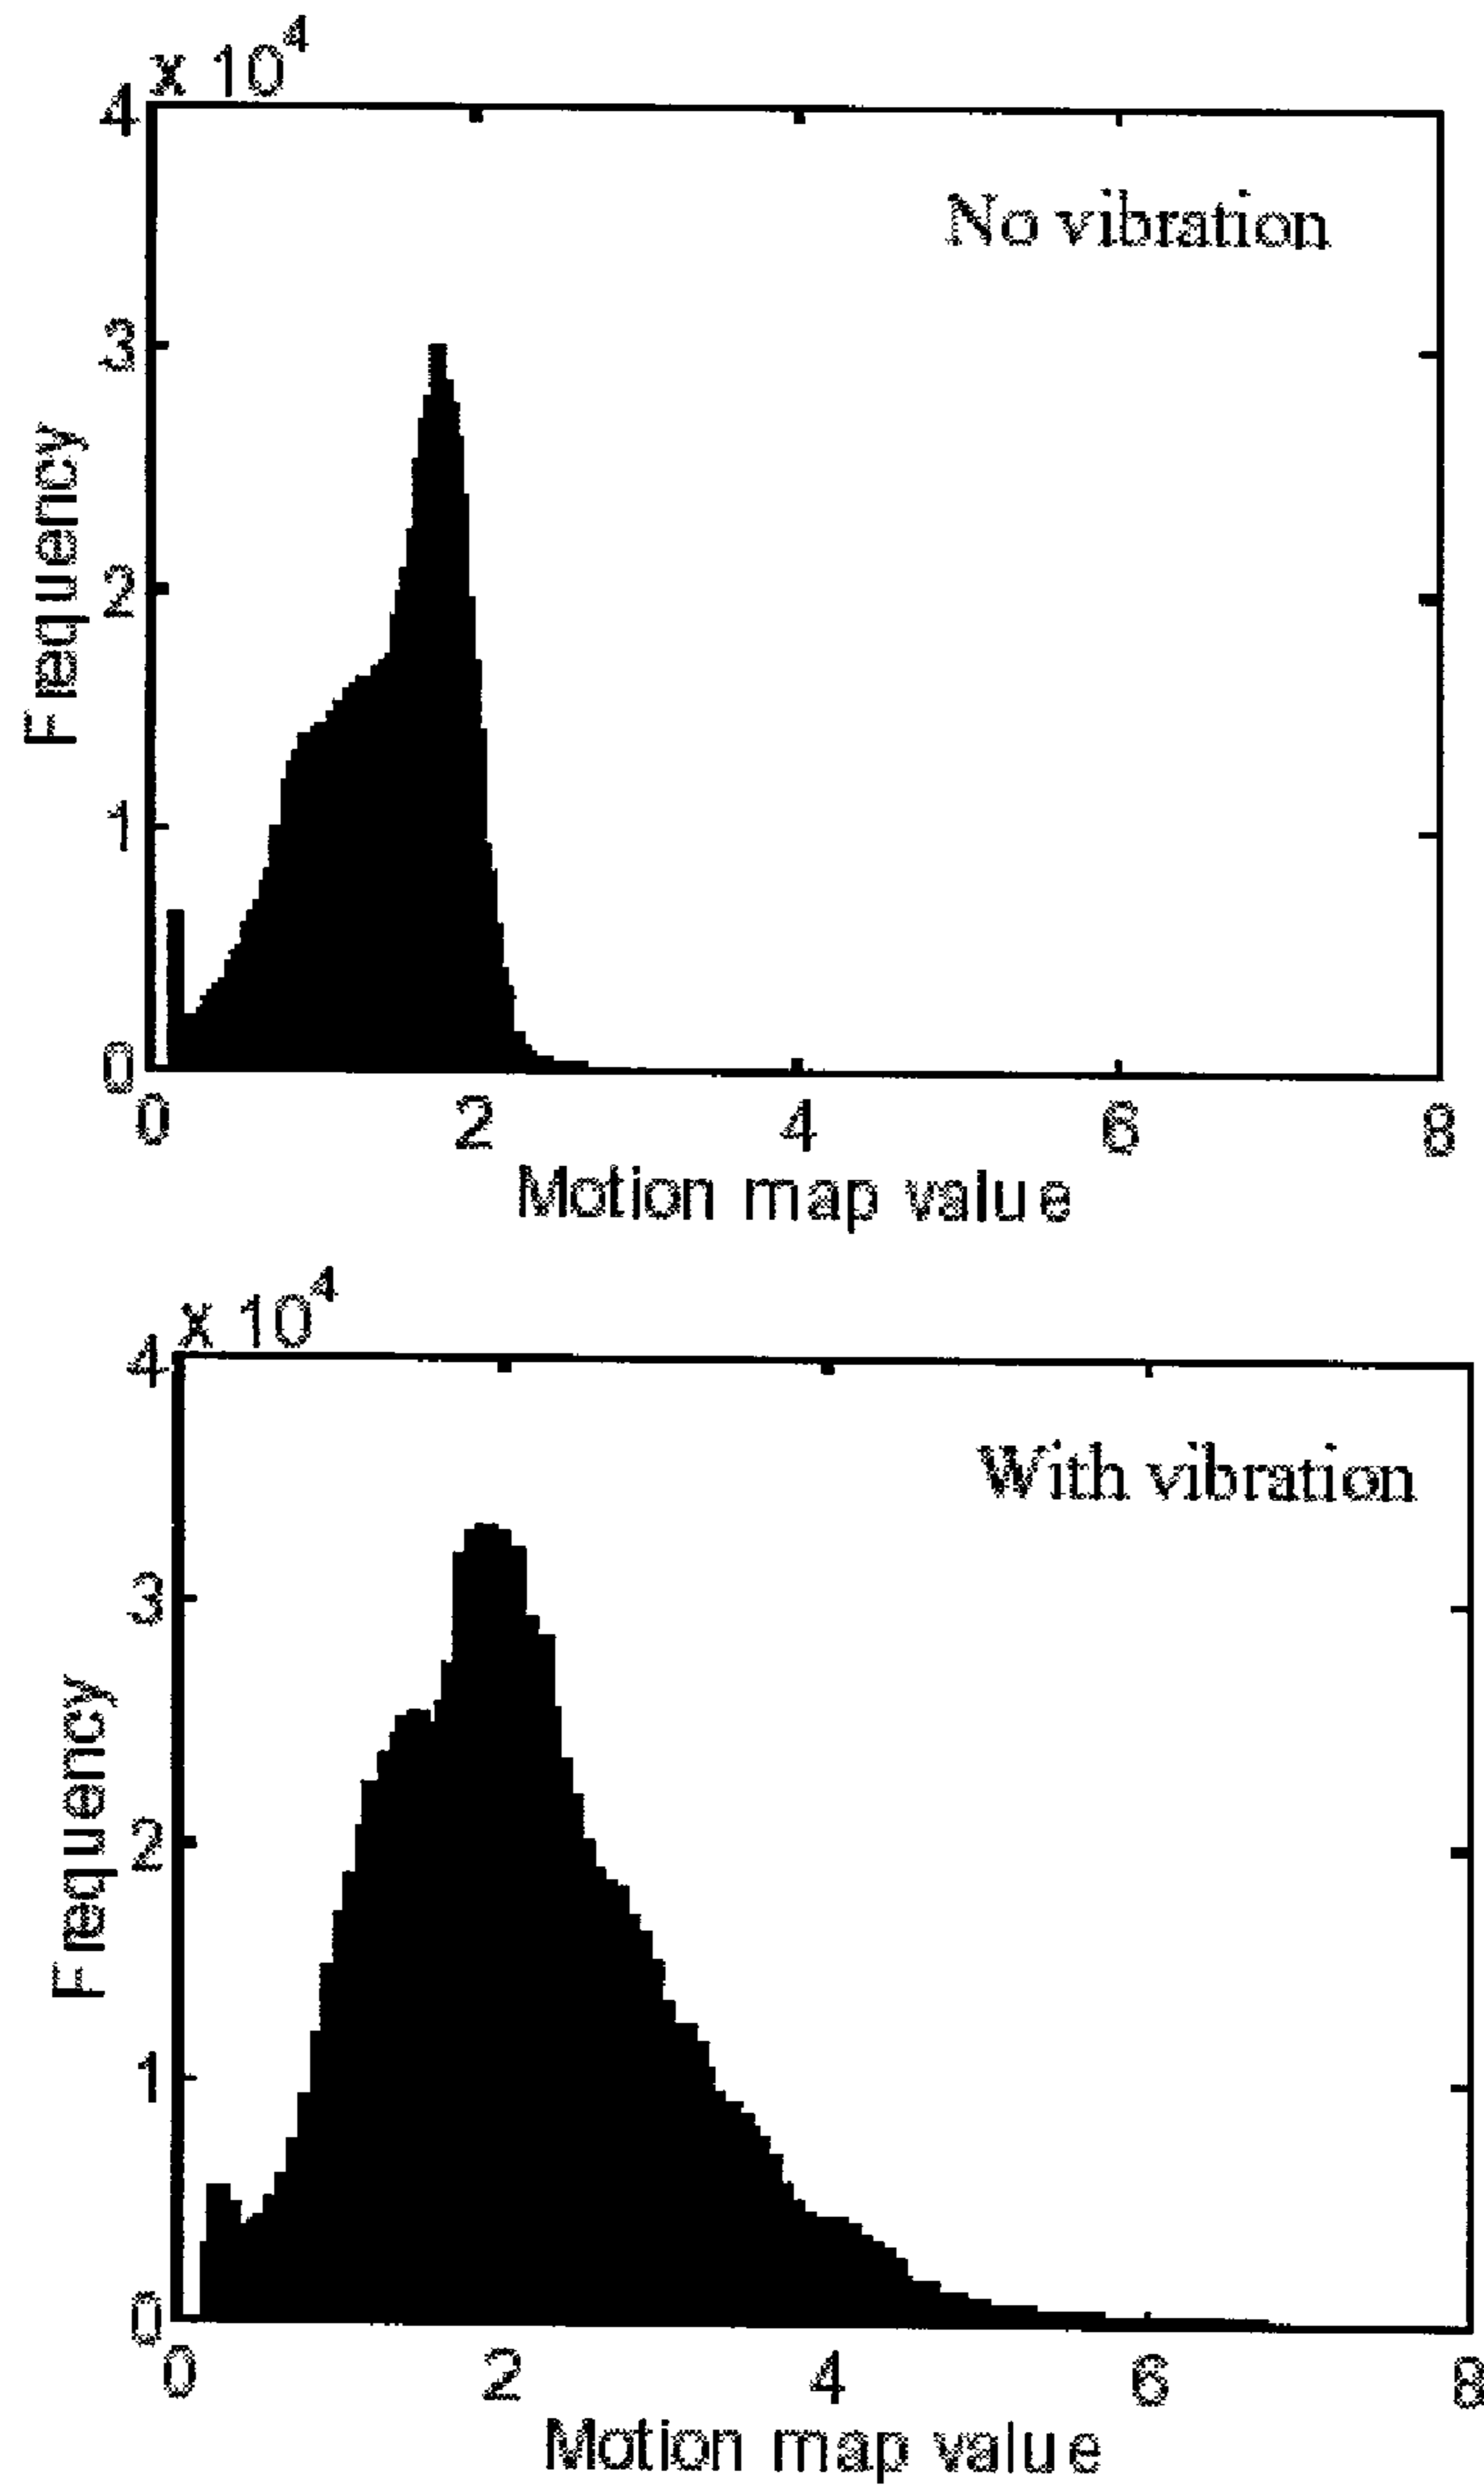 x 10^4
4
No vibration
3
Frequency
2
1
0
0 2 4 6 8
Motion map value
x 10^4
4
With vibration
3
Frequency
2
1
0
0 2 4 6 8
Motion map value